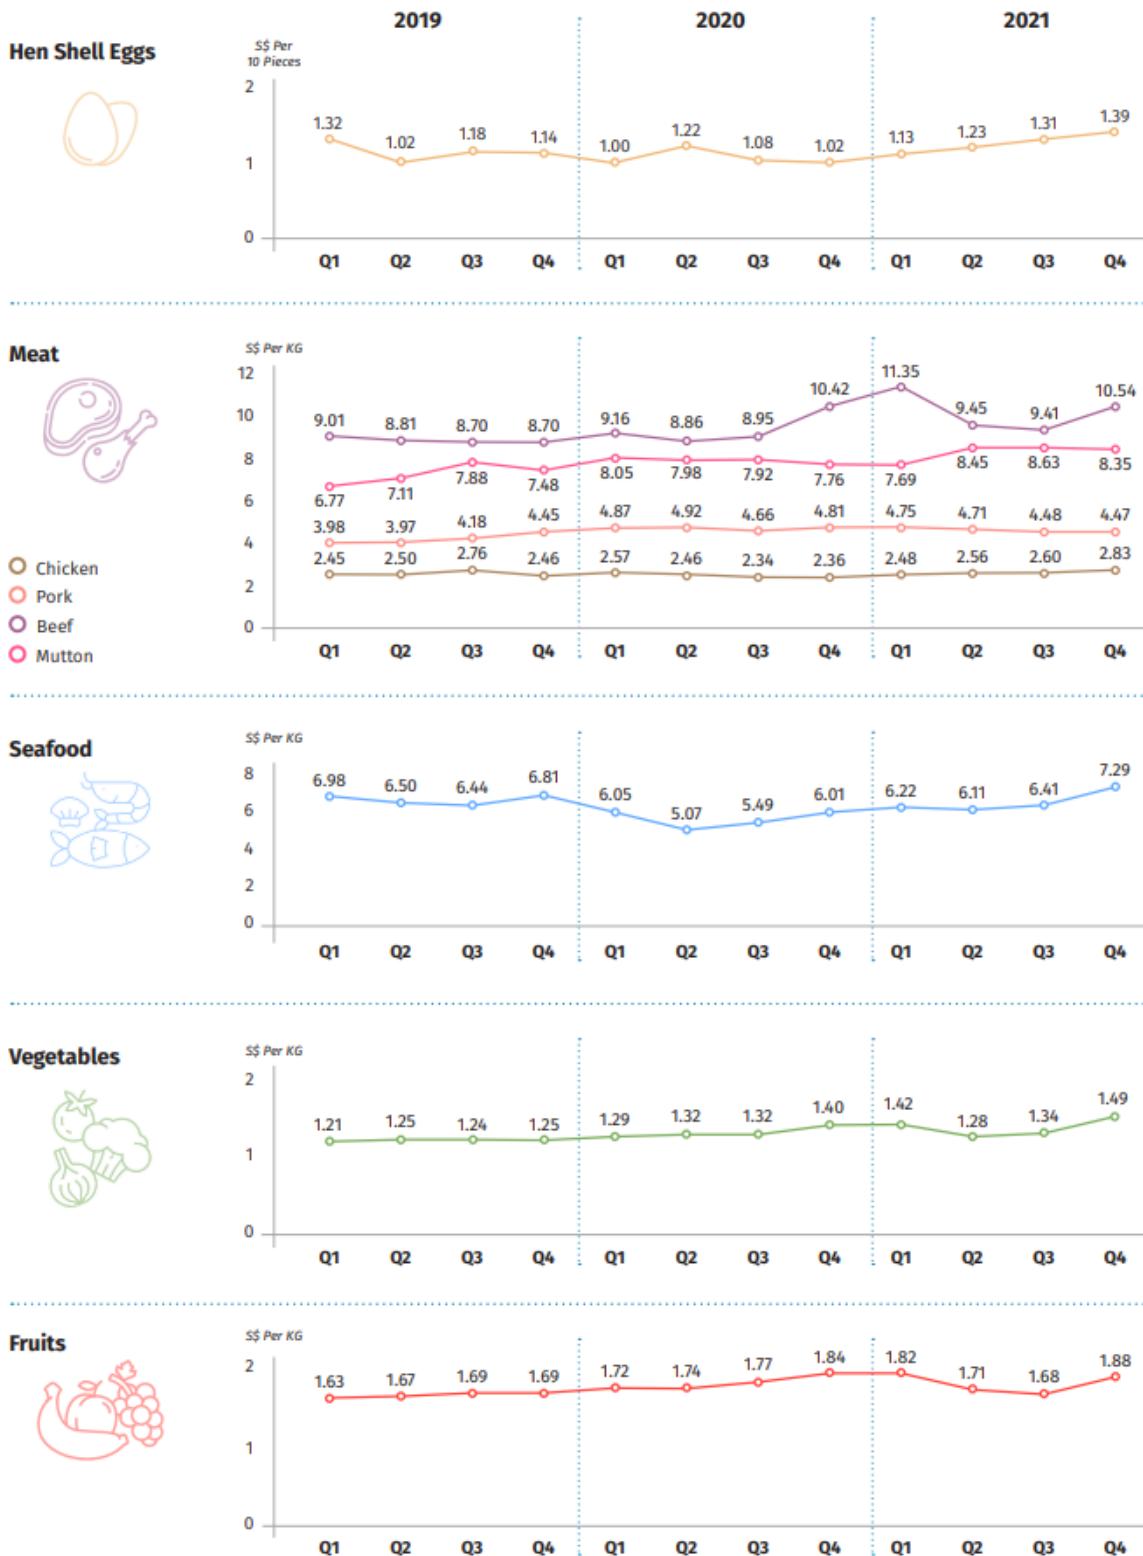 2019 2020 2021
Hen Shell Eggs
S$ Per
10 Pieces
2
1.32 1.02 1.18 1.14 1.00 1.22 1.08 1.02 1.13 1.23 1.31 1.39
1
0
Q1 Q2 Q3 Q4 Q1 Q2 Q3 Q4 Q1 Q2 Q3 Q4
Meat
S$ Per KG
12
9.01 8.81 8.70 8.70 9.16 8.86 8.95 10.42 11.35 9.45 9.41 10.54
10
8
6.77 7.11 7.88 7.48 8.05 7.98 7.92 7.76 7.69 8.45 8.63 8.35
6
3.98 3.97 4.18 4.45 4.87 4.92 4.66 4.81 4.75 4.71 4.48 4.47
4
2.45 2.50 2.76 2.46 2.57 2.46 2.34 2.36 2.48 2.56 2.60 2.83
2
0
Chicken
Pork
Beef
Mutton
Q1 Q2 Q3 Q4 Q1 Q2 Q3 Q4 Q1 Q2 Q3 Q4
Seafood
S$ Per KG
8
6.98 6.50 6.44 6.81 6.05 5.07 5.49 6.01 6.22 6.11 6.41 7.29
6
4
2
0
Q1 Q2 Q3 Q4 Q1 Q2 Q3 Q4 Q1 Q2 Q3 Q4
Vegetables
S$ Per KG
2
1.21 1.25 1.24 1.25 1.29 1.32 1.32 1.40 1.42 1.28 1.34 1.49
1
0
Q1 Q2 Q3 Q4 Q1 Q2 Q3 Q4 Q1 Q2 Q3 Q4
Fruits
S$ Per KG
2
1.63 1.67 1.69 1.69 1.72 1.74 1.77 1.84 1.82 1.71 1.68 1.88
1
0
Q1 Q2 Q3 Q4 Q1 Q2 Q3 Q4 Q1 Q2 Q3 Q4